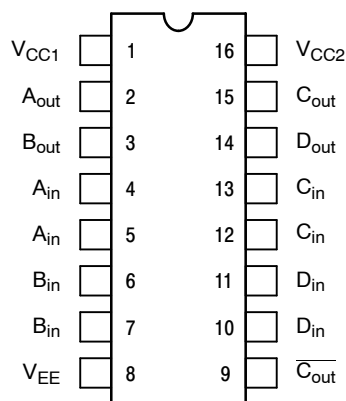 VCC1 1 16 VCC2
Aout 2 15 Cout
Bout 3 14 Dout
Ain 4 13 Cin
Ain 5 12 Cin
Bin 6 11 Din
Bin 7 10 Din
VEE 8 9 C̅o̅u̅t̅